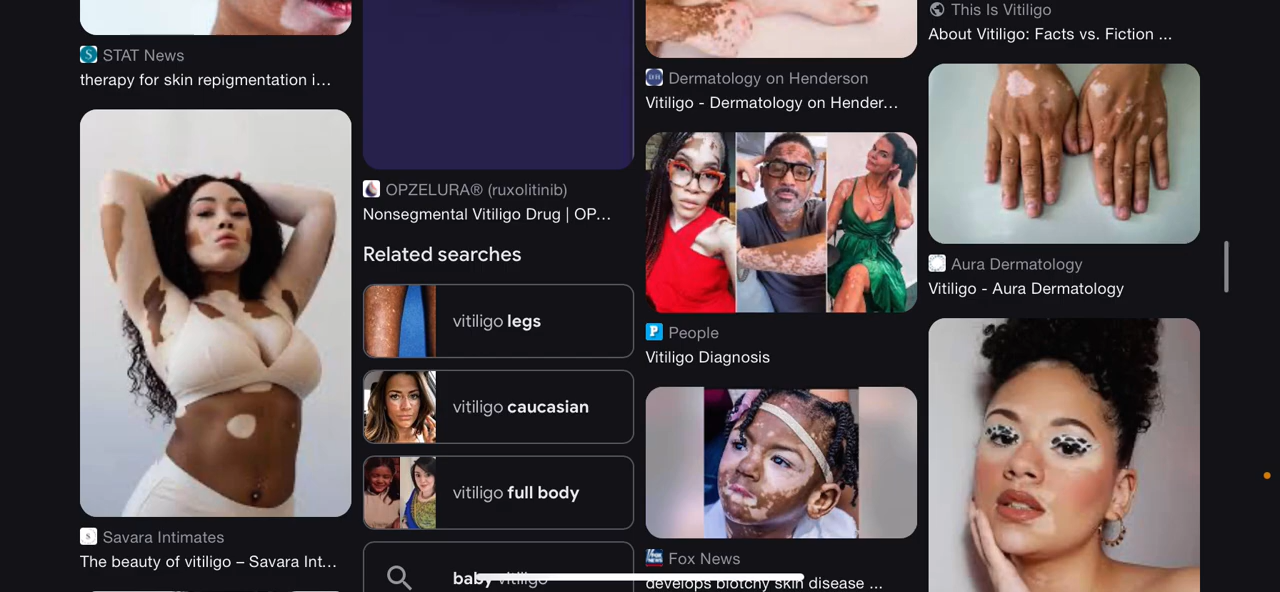 STAT News
therapy for skin repigmentation i...
Savara Intimates
The beauty of vitiligo – Savara Int...
OPZELURA® (ruxolitinib)
Nonsegmental Vitiligo Drug | OP...
Related searches
vitiligo legs
vitiligo caucasian
vitiligo full body
baby vitiligo
Dermatology on Henderson
Vitiligo - Dermatology on Hender...
People
Vitiligo Diagnosis
Fox News
develops blotchy skin disease ...
This Is Vitiligo
About Vitiligo: Facts vs. Fiction ...
Aura Dermatology
Vitiligo - Aura Dermatology